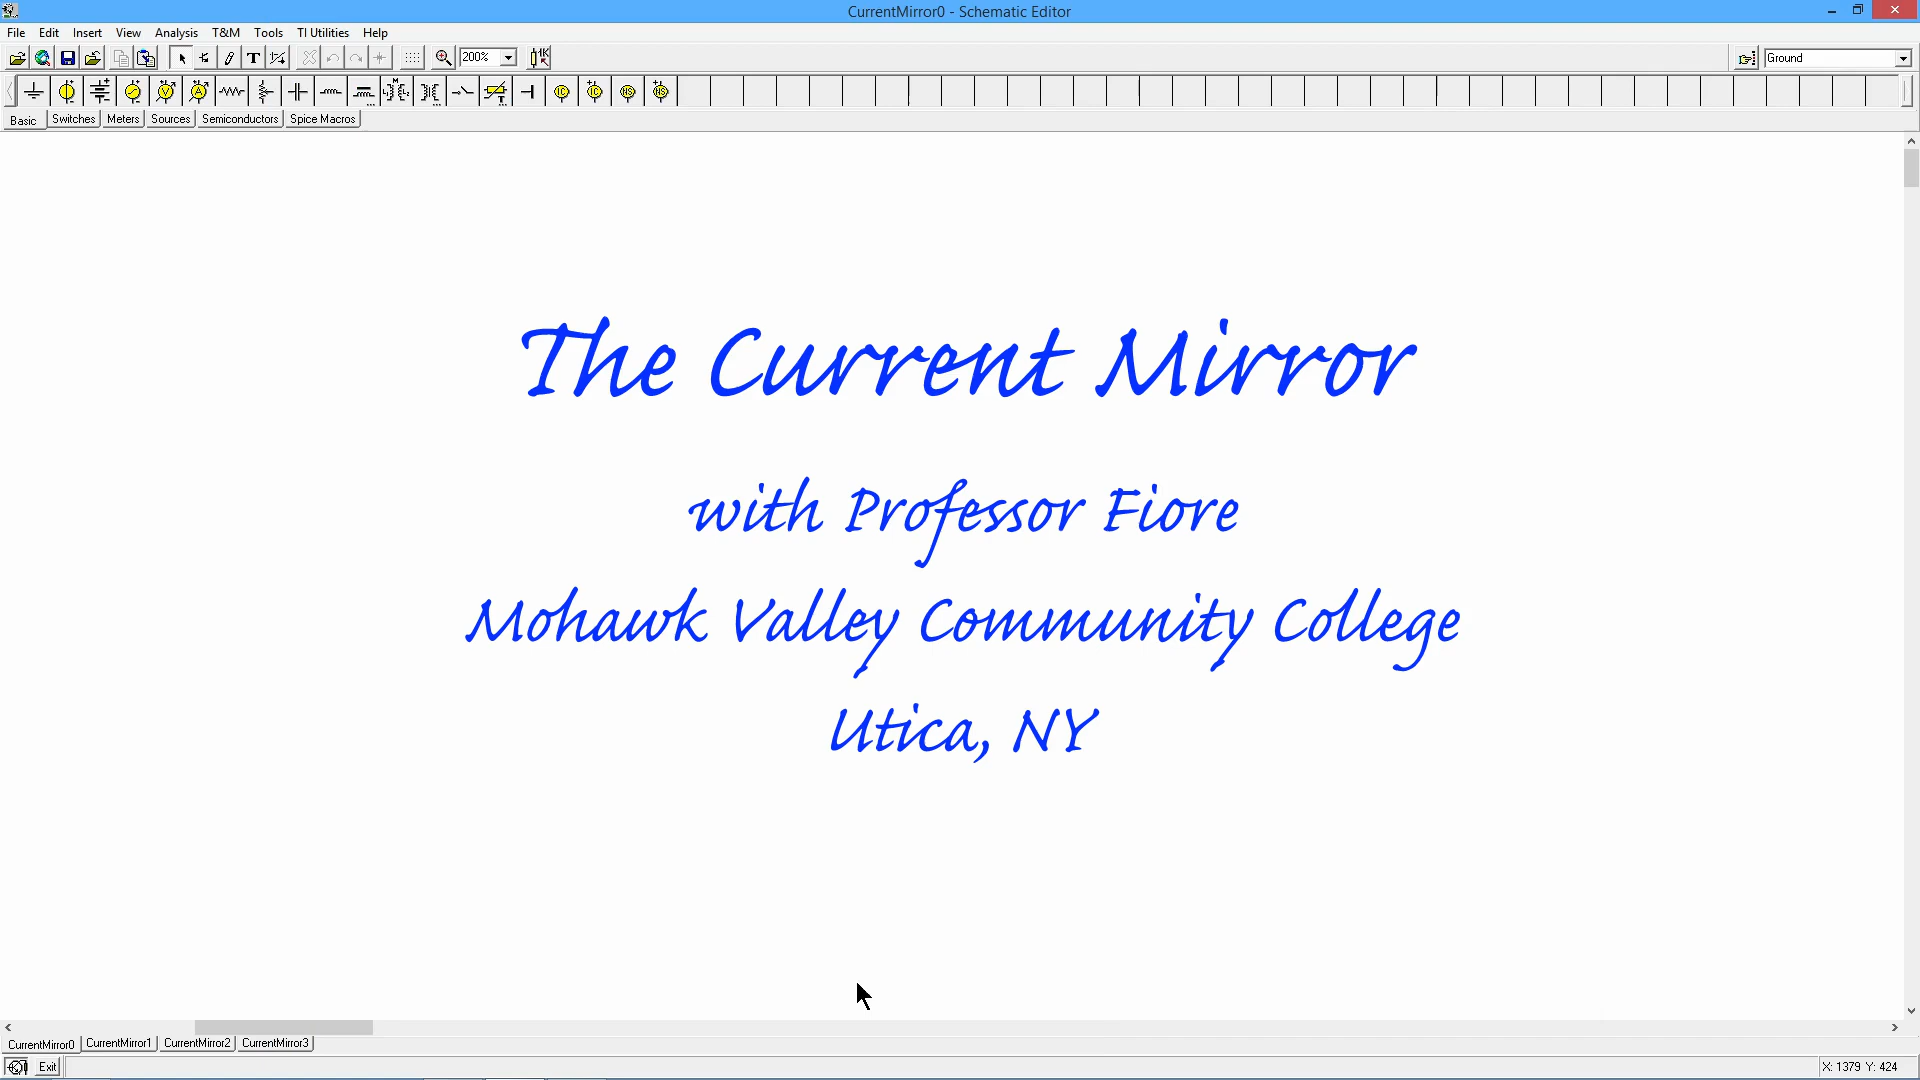 CurrentMirror0 - Schematic Editor
File Edit Insert View Analysis T&M Tools TI Utilities Help
200% 1K Ground
Basic Switches Meters Sources Semiconductors Spice Macros
The Current Mirror
with Professor Fiore
Mohawk Valley Community College
Utica, NY
CurrentMirror0 CurrentMirror1 CurrentMirror2 CurrentMirror3
Exit X: 1379 Y: 424